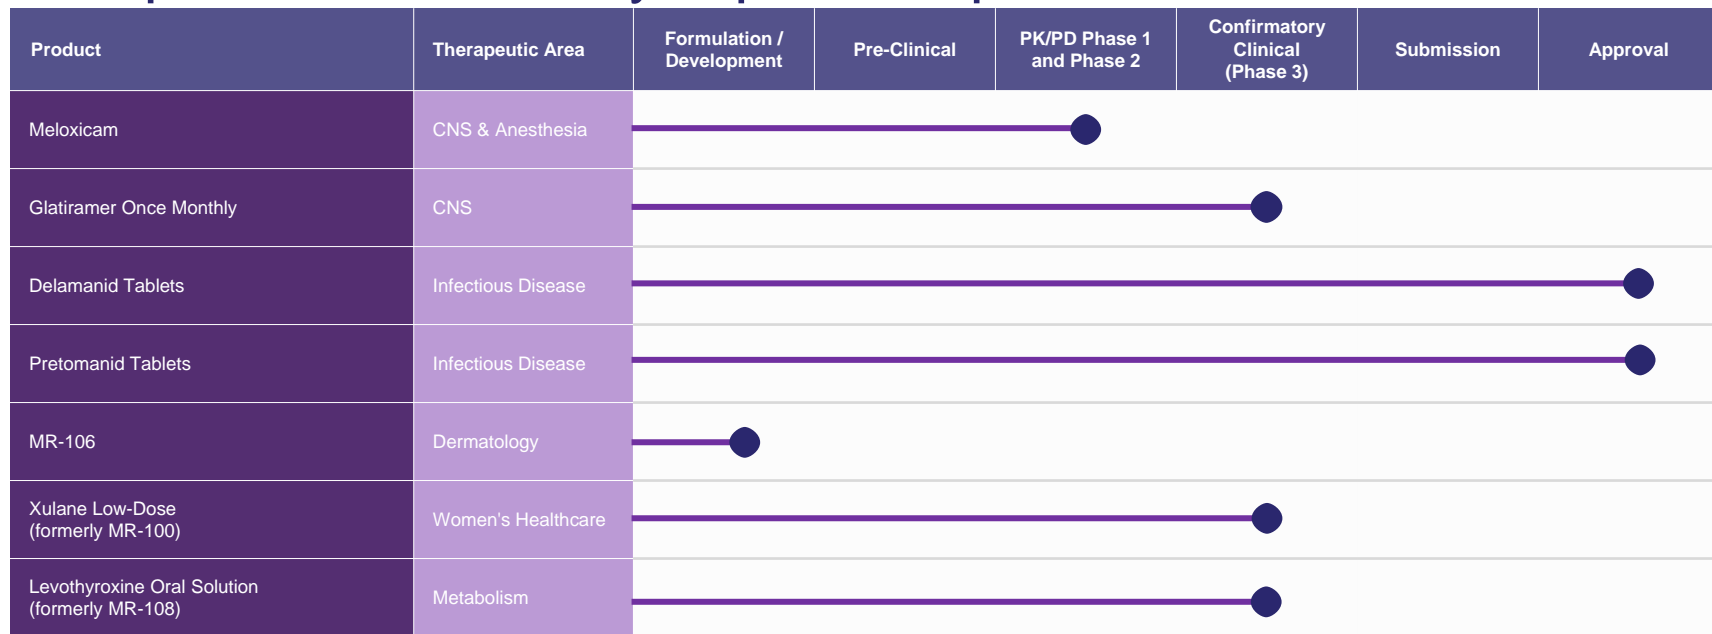 Product
Therapeutic Area
Formulation /
Development
Pre-Clinical
PK/PD Phase 1
and Phase 2
Confirmatory
Clinical
(Phase 3)
Submission
Approval
Meloxicam
CNS & Anesthesia
Glatiramer Once Monthly
CNS
Delamanid Tablets
Infectious Disease
Pretomanid Tablets
Infectious Disease
MR-106
Dermatology
Xulane Low-Dose
(formerly MR-100)
Women's Healthcare
Levothyroxine Oral Solution
(formerly MR-108)
Metabolism